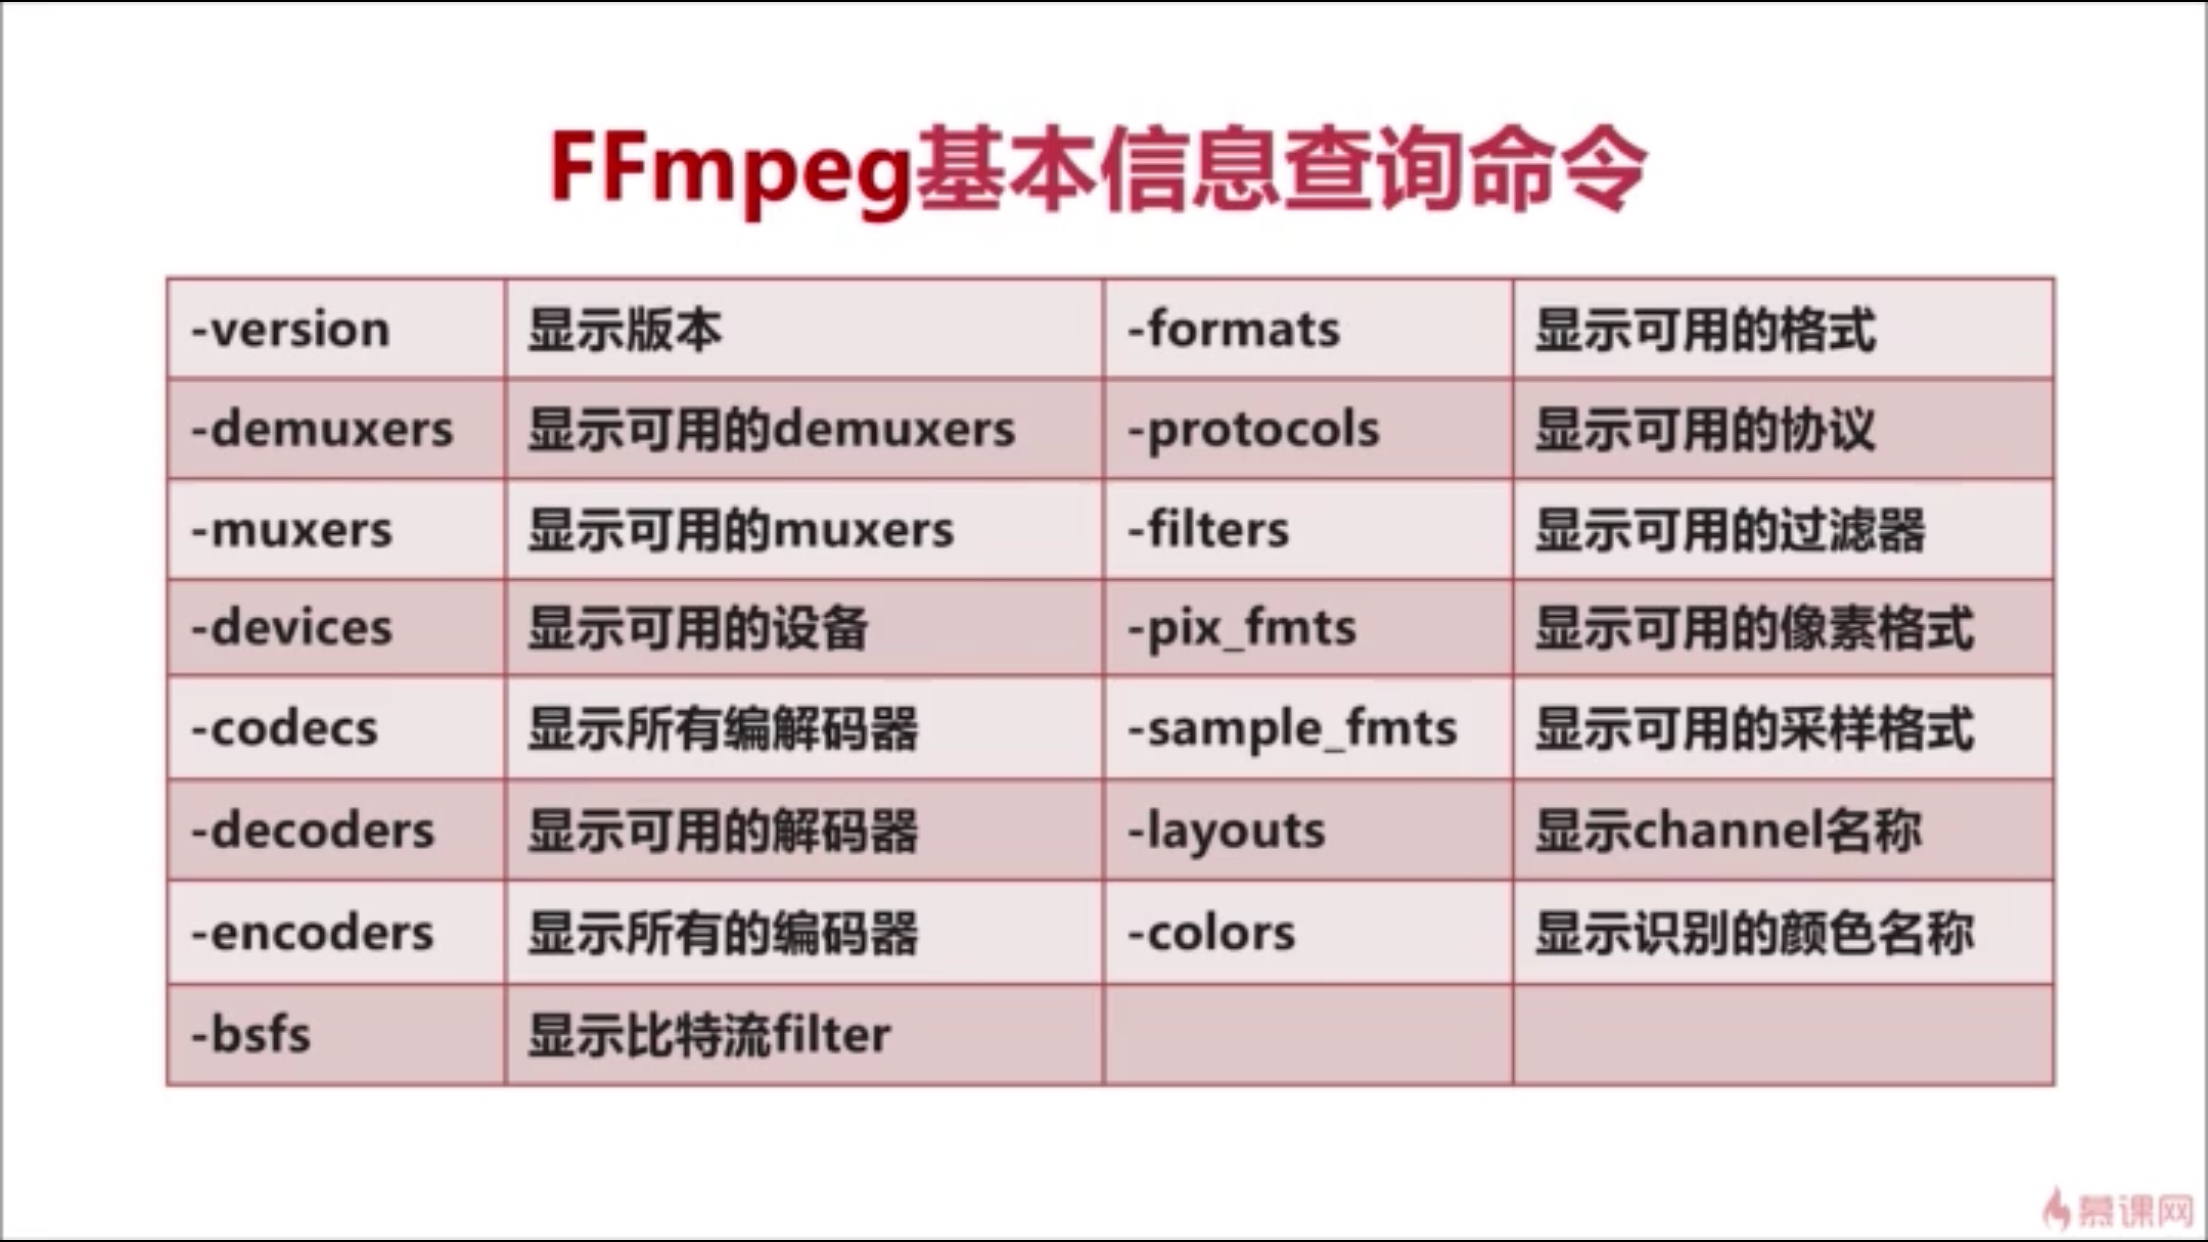 FFmpeg基本信息查询命令
-version 显示版本 -formats 显示可用的格式
-demuxers 显示可用的demuxers -protocols 显示可用的协议
-muxers 显示可用的muxers -filters 显示可用的过滤器
-devices 显示可用的设备 -pix_fmts 显示可用的像素格式
-codecs 显示所有编解码器 -sample_fmts 显示可用的采样格式
-decoders 显示可用的解码器 -layouts 显示channel名称
-encoders 显示所有的编码器 -colors 显示识别的颜色名称
-bsfs 显示比特流filter
慕课网